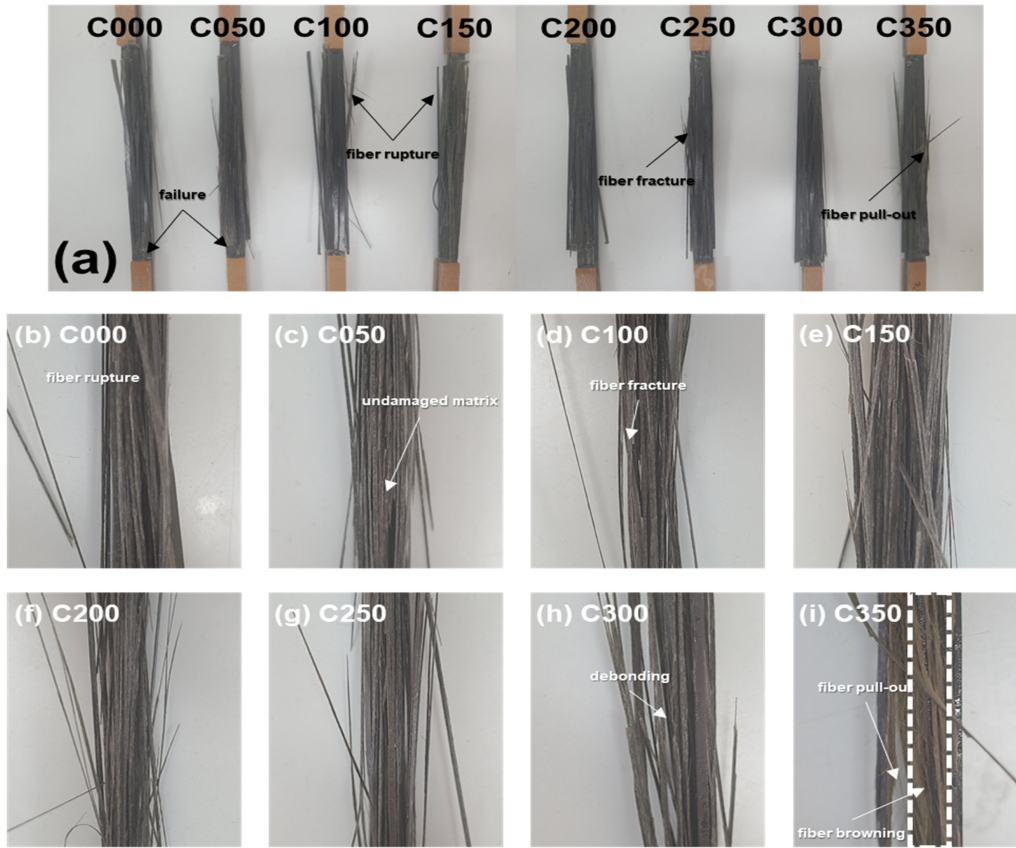 C000 C050 C100 C150 C200 C250 C300 C350
fiber rupture
fiber fracture
failure
fiber pull-out
(a)
(b) C000
(c) C050
(d) C100
(e) C150
fiber rupture
fiber fracture
undamaged matrix
(f) C200
(g) C250
(h) C300
(i) C350
debonding
fiber pull-ou
fiber browning